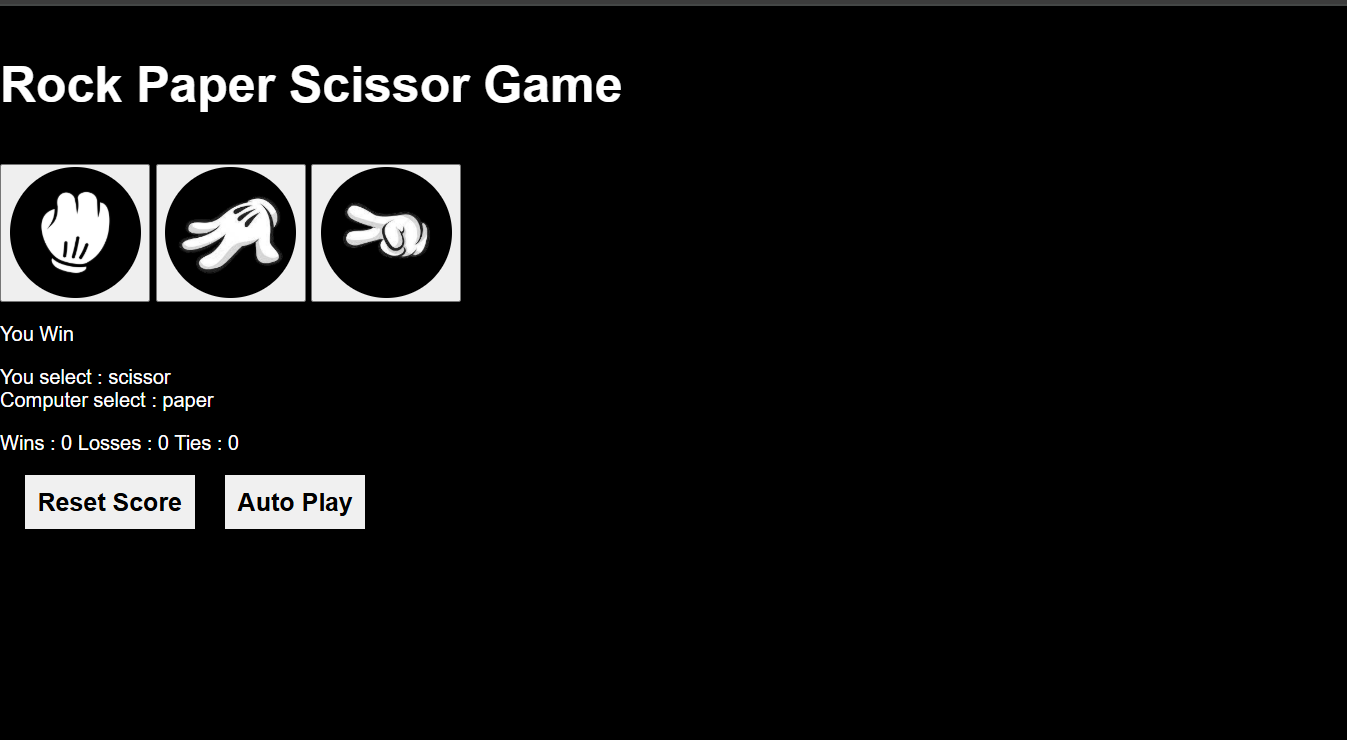 Rock Paper Scissor Game
You Win
You select : scissor
Computer select : paper
Wins : 0 Losses : 0 Ties : 0
Reset Score Auto Play